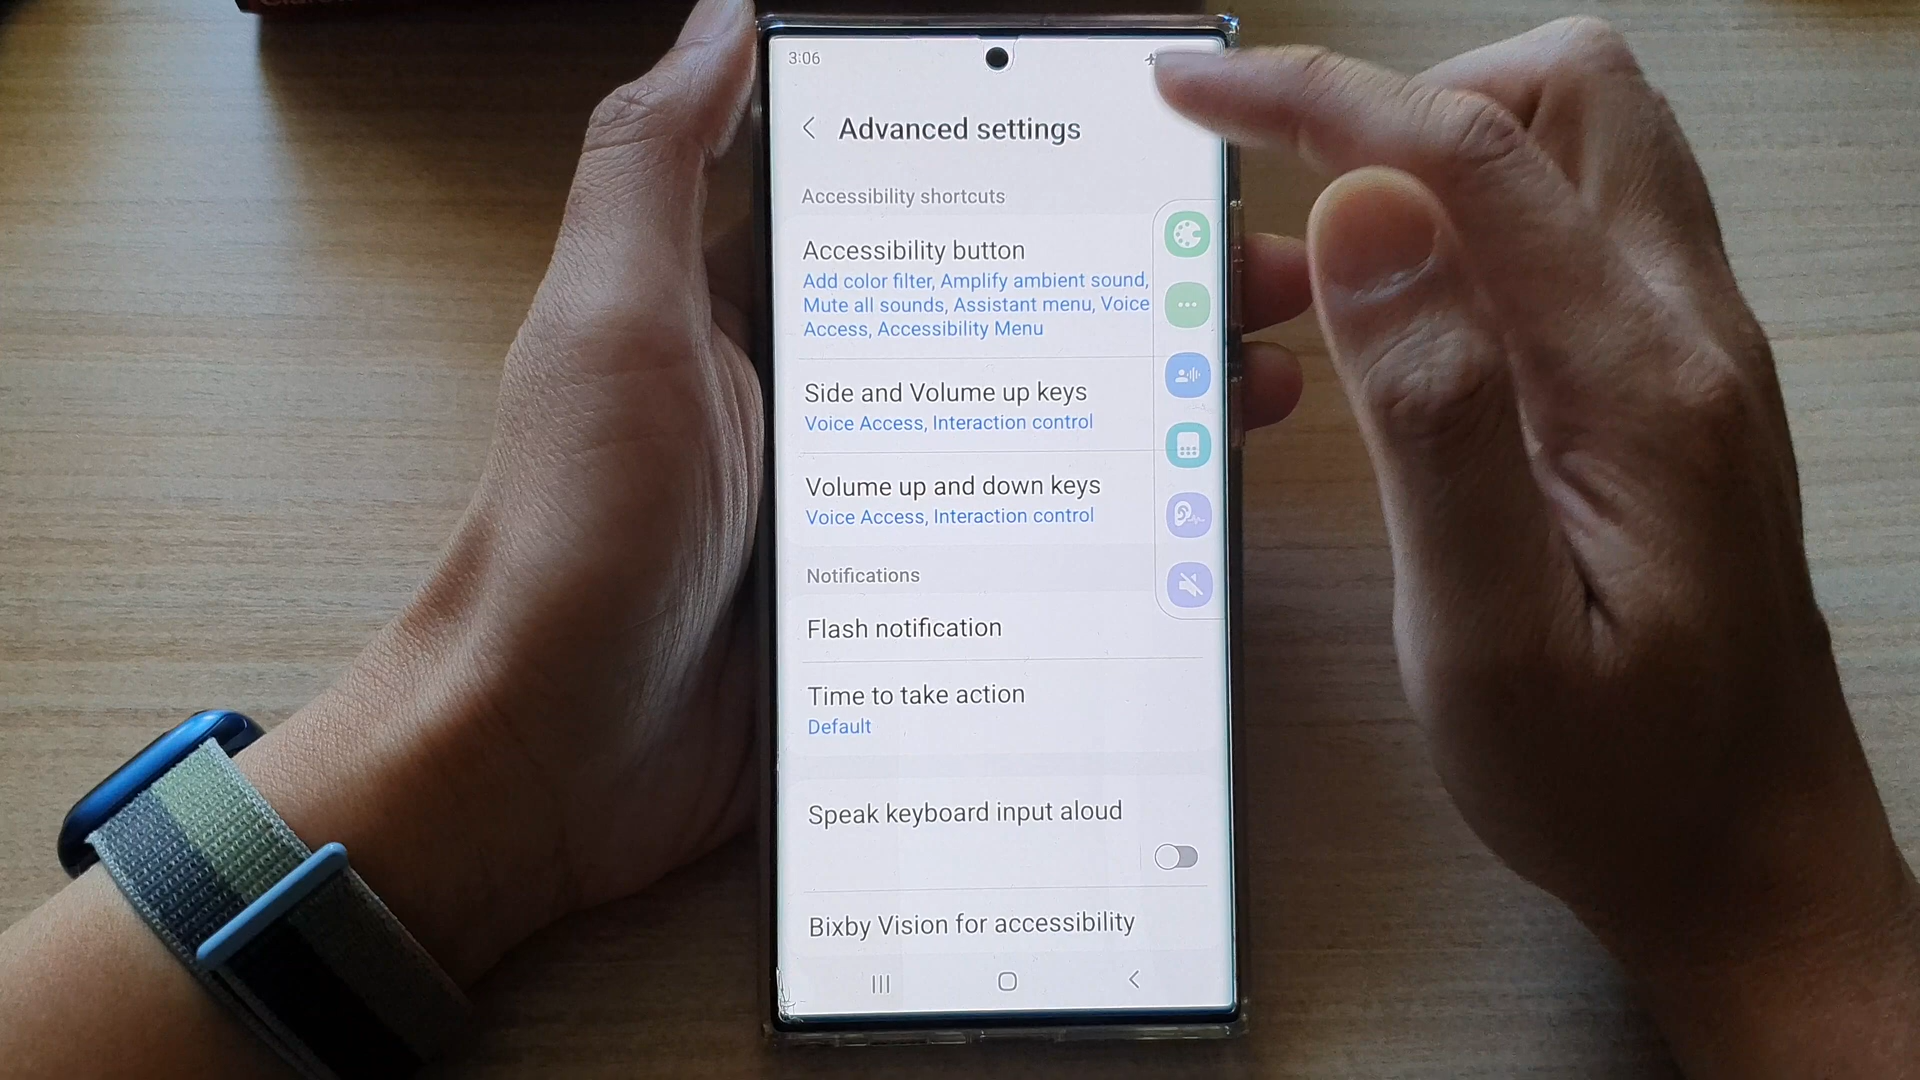 3:06
Advanced settings
Accessibility shortcuts
Accessibility button
Add color filter, Amplify ambient sound,
Mute all sounds, Assistant menu, Voice
Access, Accessibility Menu
Side and Volume up keys
Voice Access, Interaction control
Volume up and down keys
Voice Access, Interaction control
Notifications
Flash notification
Time to take action
Default
Speak keyboard input aloud
Bixby Vision for accessibility